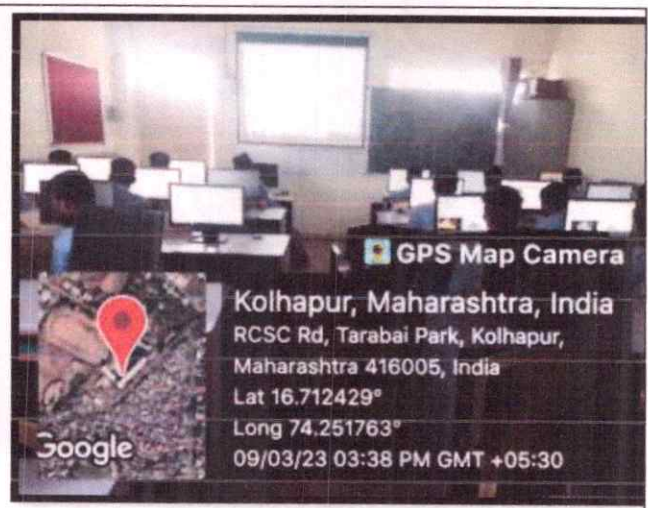 GPS Map Camera
Kolhapur, Maharashtra, India
RCSC Rd, Tarabai Park, Kolhapur,
Maharashtra 416005, India
Lat 16.712429°
Long 74.251763°
09/03/23 03:38 PM GMT +05:30
Google